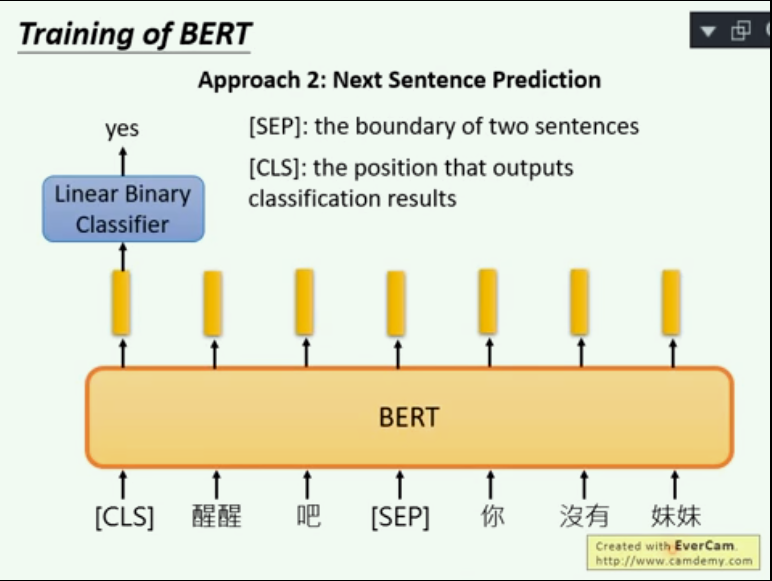 Training of BERT
Approach 2: Next Sentence Prediction
yes
[SEP]: the boundary of two sentences
[CLS]: the position that outputs
classification results
Linear Binary
Classifier
BERT
[CLS] 醒醒 吧 [SEP] 你 沒有 妹妹
Created with EverCam.
http://www.camdemy.com